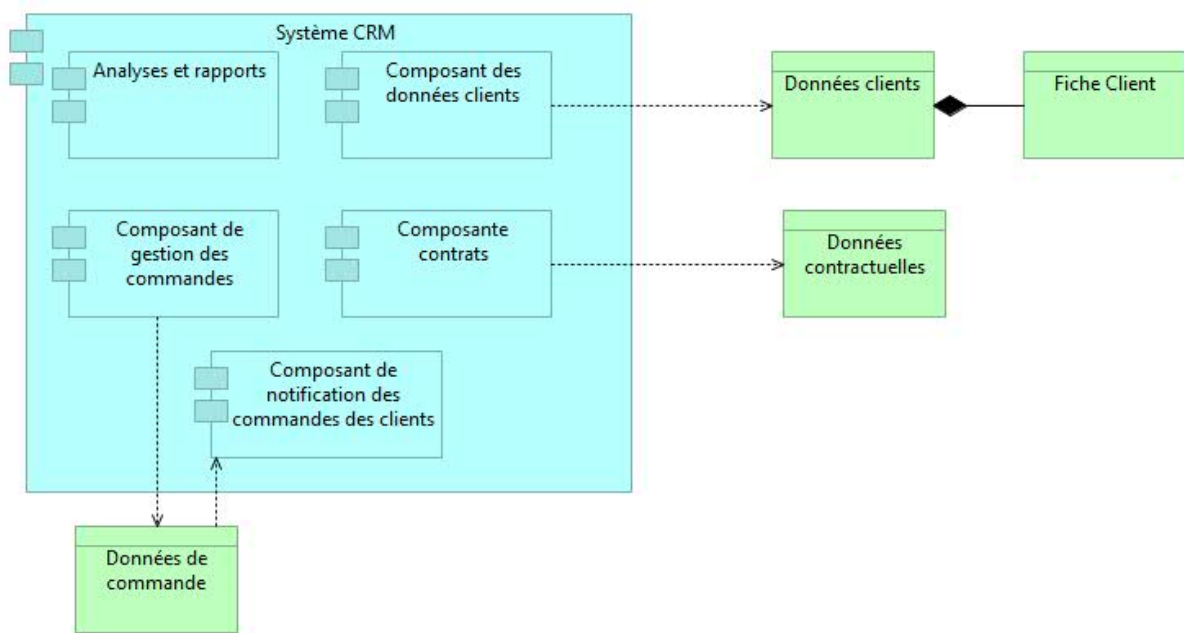 Système CRM
Analyses et rapports
Composant des
données clients
Données clients
Fiche Client
Composant de
gestion des
commandes
Composante
contrats
Données
contractuelles
Composant de
notification des
commandes des clients
Données de
commande